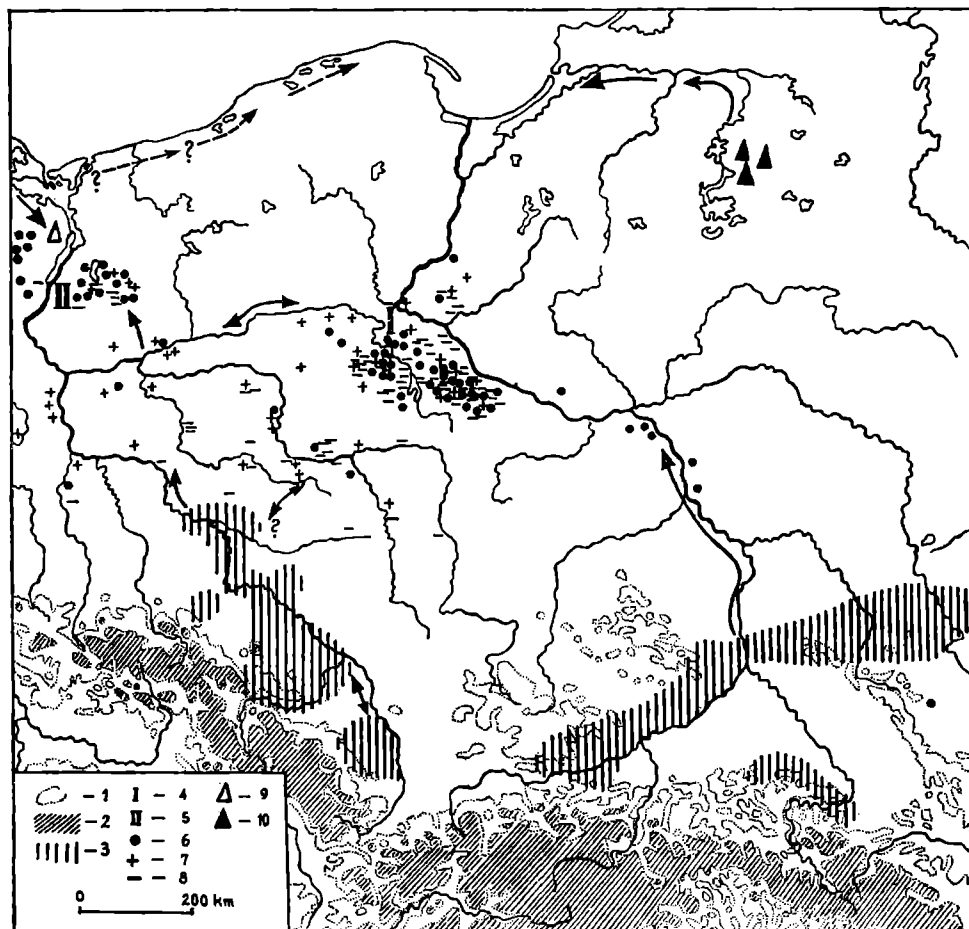 ?
?
II
I
?
- 1 I - 4 △ - 9
- 2 II - 5 ▲ - 10
- 3 ● - 6
+ - 7
- - 8
0 200 km